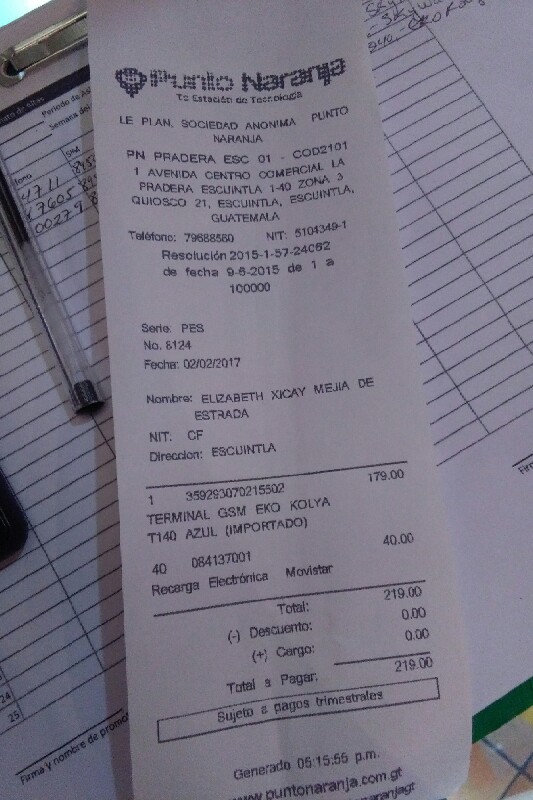 Punto Naranja
Tu Estación de Tecnología
LE PLAN, SOCIEDAD ANONIMA PUNTO
NARANJA
PN PRADERA ESC 01 - COD2101
1 AVENIDA CENTRO COMERCIAL LA
PRADERA ESCUINTLA 1-40 ZONA 3
QUIOSCO 21, ESCUINTLA, ESCUINTLA,
GUATEMALA
Teléfono: 79688580 NIT: 5104349-1
Resolución 2015-1-57-24062
de fecha 9-6-2015 de 1 a
100000
Serie: PES
No. 6124
Fecha: 02/02/2017
Nombre: ELIZABETH XICAY MEJIA DE
ESTRADA
NIT: CF
Direccion: ESCUINTLA
1 359293070215502 179.00
TERMINAL GSM EKO KOLYA
T140 AZUL (IMPORTADO)
40 084137001 40.00
Recarga Electrónica Movistar
Total: 219.00
(-) Descuento: 0.00
(+) Cargo: 0.00
Total a Pagar: 219.00
Sujeto a pagos trimestrales
Generado 05:15:55 p.m.
www.puntonaranja.com.gt
Periodo de
Semana del
4711
7605
00279
24
25
Firma y nombre de promo